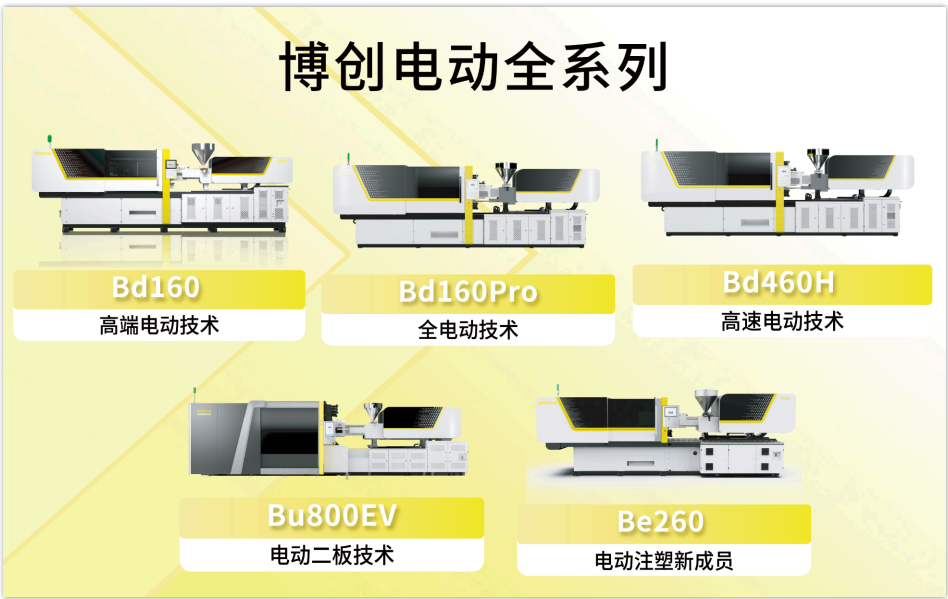 博创电动全系列
Bd160
高端电动技术
Bd160Pro
全电动技术
Bd460H
高速电动技术
Bu800EV
电动二板技术
Be260
电动注塑新成员